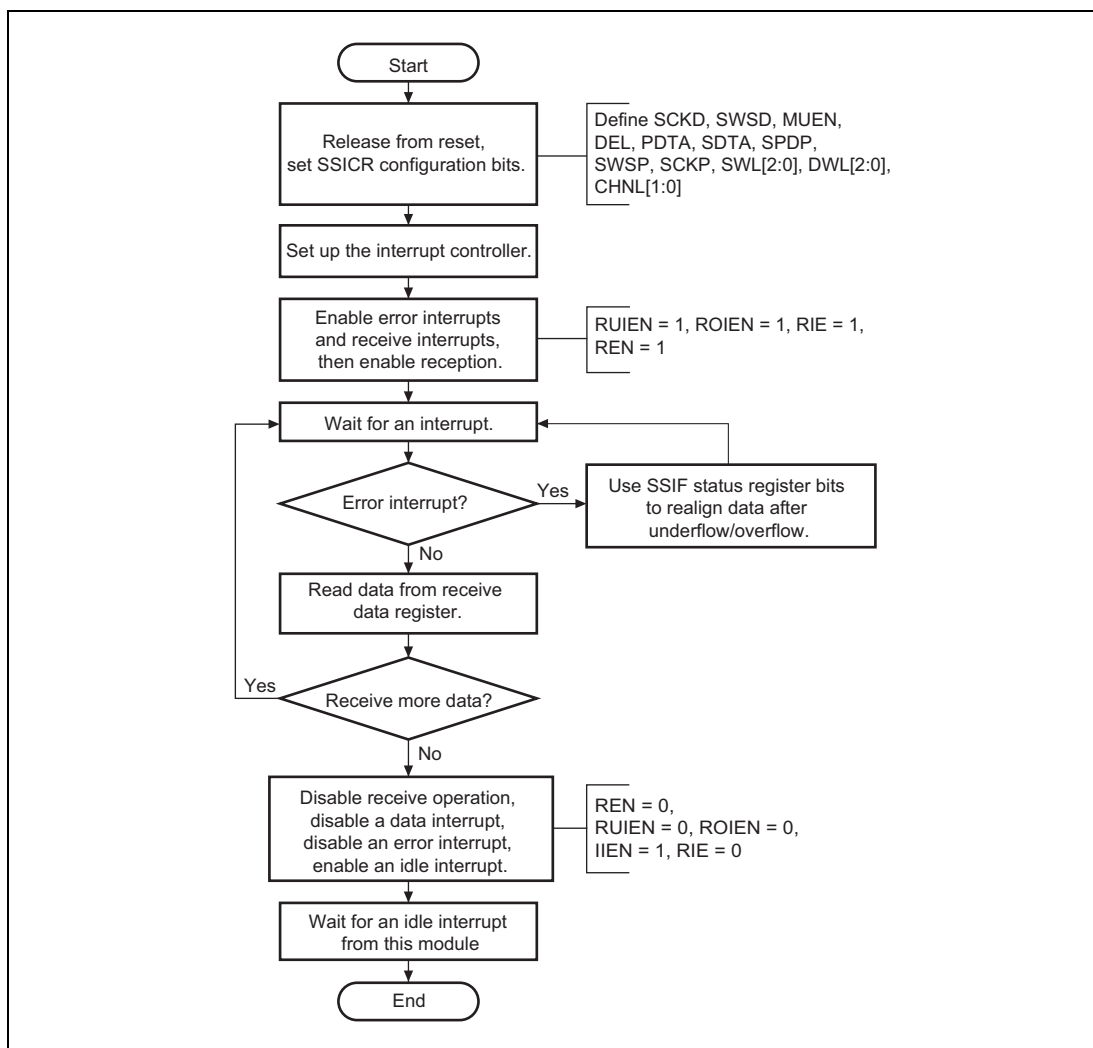 Start
Release from reset,
set SSICR configuration bits.
Define SCKD, SWSD, MUEN,
DEL, PDTA, SDTA, SPDP,
SWSP, SCKP, SWL[2:0], DWL[2:0],
CHNL[1:0]
Set up the interrupt controller.
Enable error interrupts
and receive interrupts,
then enable reception.
RUIEN = 1, ROIEN = 1, RIE = 1,
REN = 1
Wait for an interrupt.
Error interrupt?
Yes
Use SSIF status register bits
to realign data after
underflow/overflow.
No
Read data from receive
data register.
Yes
Receive more data?
No
Disable receive operation,
disable a data interrupt,
disable an error interrupt,
enable an idle interrupt.
REN = 0,
RUIEN = 0, ROIEN = 0,
IIEN = 1, RIE = 0
Wait for an idle interrupt
from this module
End